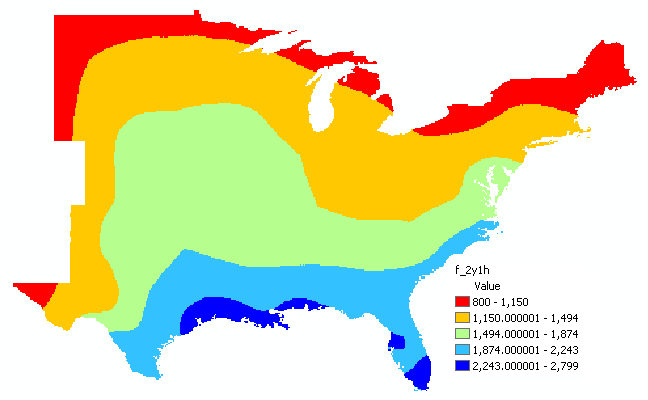 f_2y1h
Value
800 - 1,150
1,150.000001 - 1,494
1,494.000001 - 1,874
1,874.000001 - 2,243
2,243.000001 - 2,799